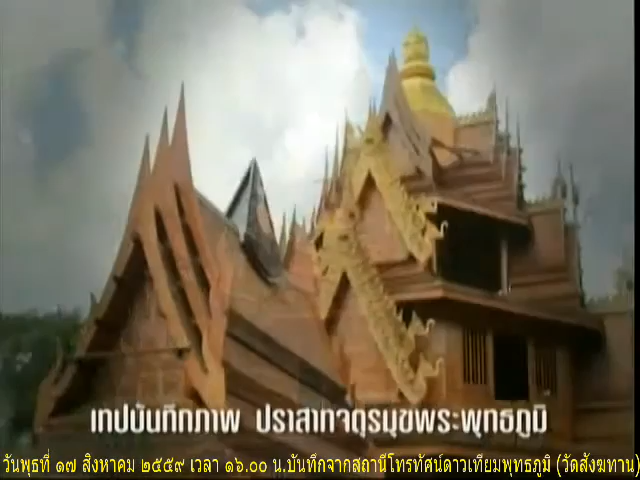 เทปบันทึกภาพ ปราสาทจตุรมุขพระพุทธภูมิ
วันพุธที่ ๑๗ สิงหาคม ๒๕๕๙ เวลา ๑๖.๐๐ น.บันทึกจากสถานีโทรทัศน์ดาวเทียมพุทธภูมิ (วัดสังฆทาน)